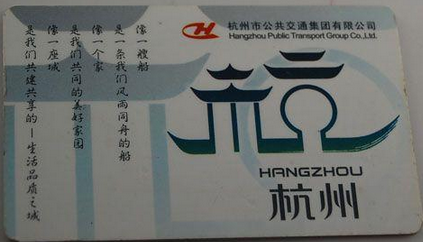 杭州市公共交通集团有限公司
Hangzhou Public Transport Group Co.,Ltd.
像一艘船
是一条我们风雨同舟的船
像一个家
是我们共同的美好家园
像一座城
是我们共建共享的—生活品质之城
HANGZHOU
杭州